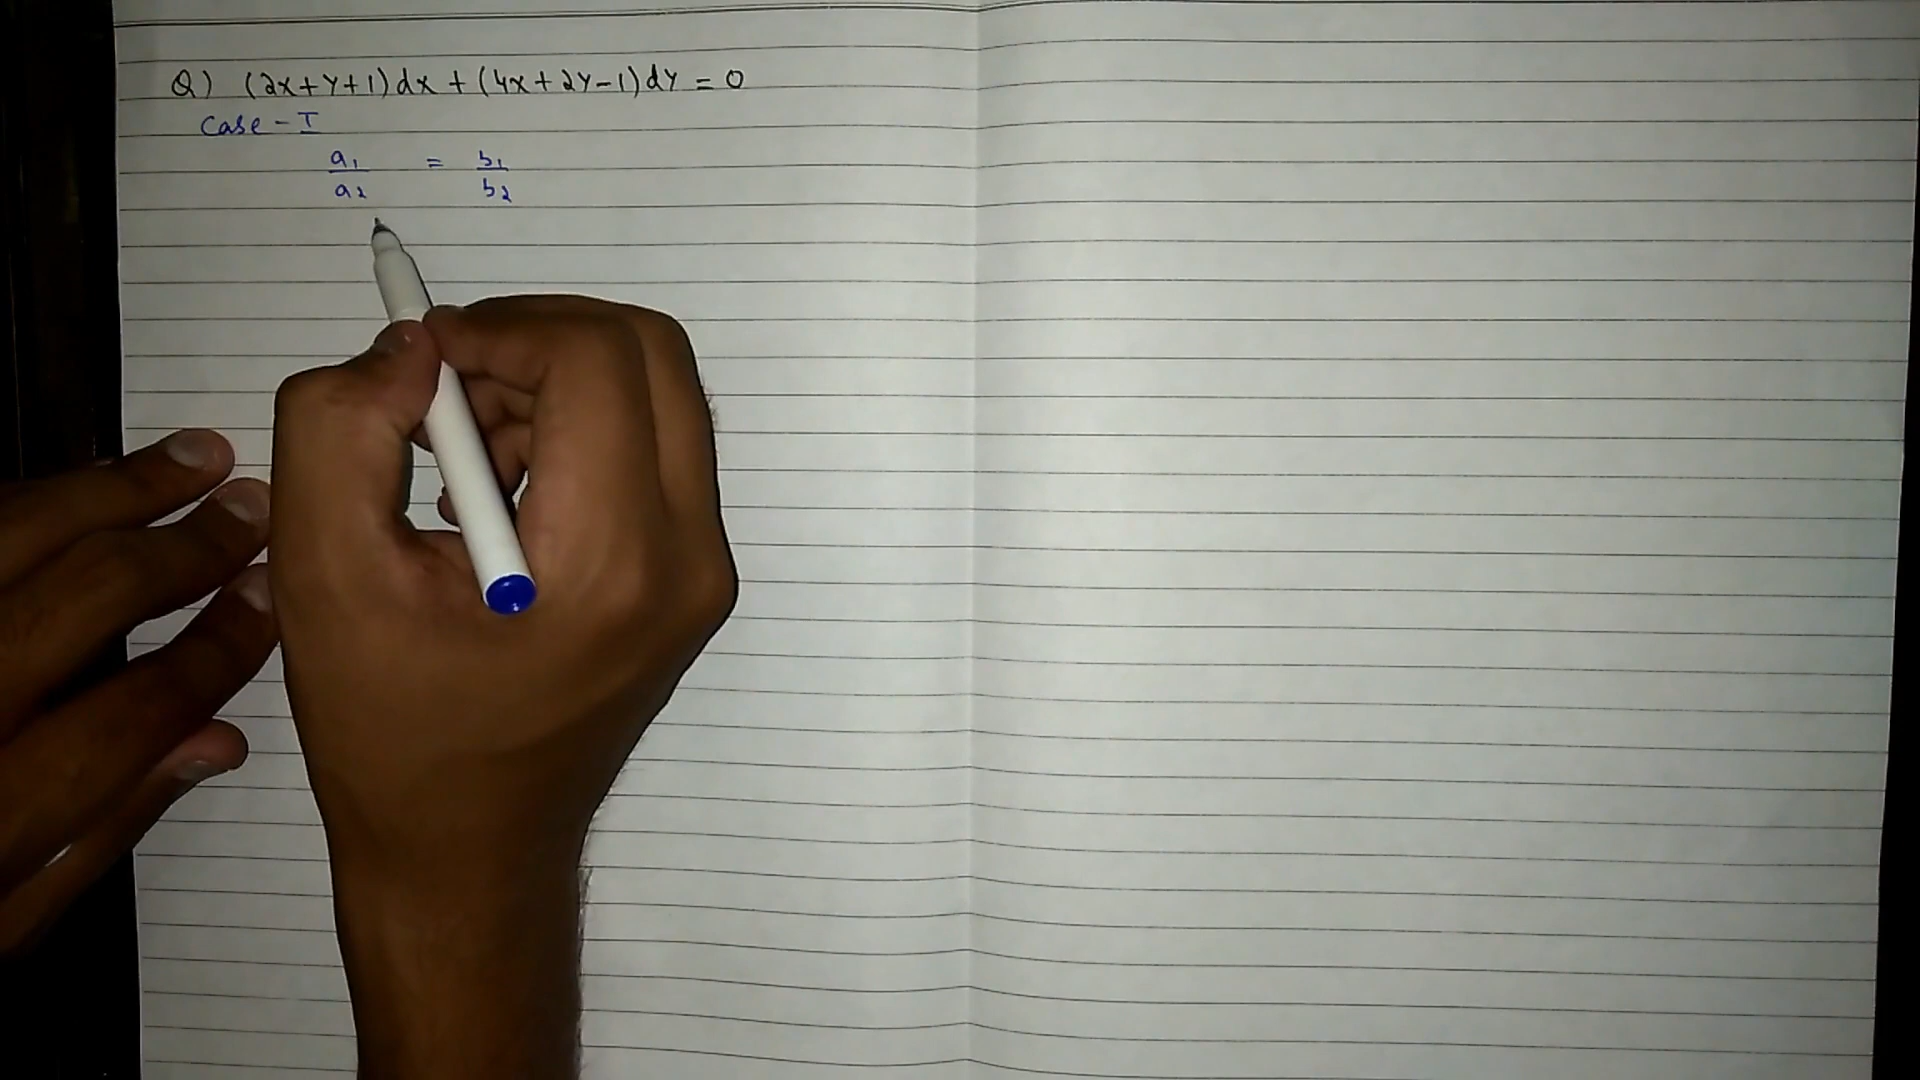 Q) (2x+y+1)dx + (4x+2y-1)dy = 0
Case - I
a₁/a₂ = b₁/b₂